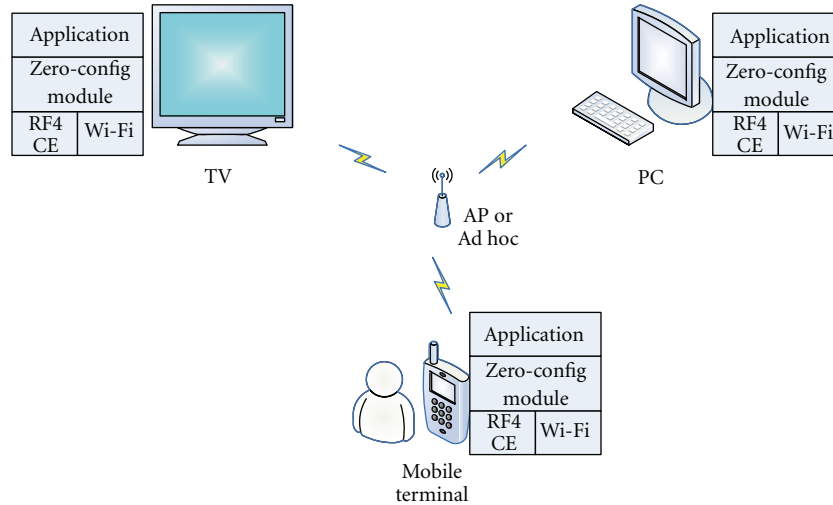 Application
Zero-config
module
RF4
CE
Wi-Fi
TV
Application
Zero-config
module
RF4
CE
Wi-Fi
PC
AP or
Ad hoc
Application
Zero-config
module
RF4
CE
Wi-Fi
Mobile
terminal